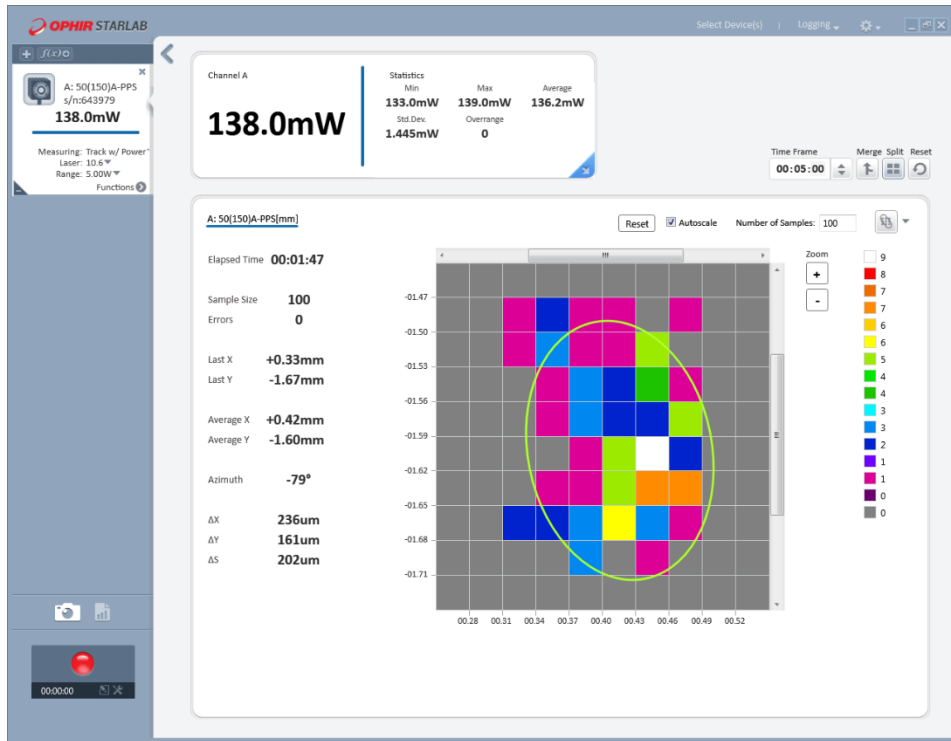 OPHIR STARLAB
Select Device(s) | Logging
f(x)
A: 50(150)A-PPS
s/n:643979
138.0mW
Measuring: Track w/ Power
Laser: 10.6
Range: 5.00W
Functions
Channel A
138.0mW
Statistics
Min Max Average
133.0mW 139.0mW 136.2mW
Std.Dev. Overrange
1.445mW 0
Time Frame Merge Split Reset
00:05:00
A: 50(150)A-PPS[mm]
Reset Autoscale Number of Samples: 100
Elapsed Time 00:01:47
Sample Size 100
Errors 0
Last X +0.33mm
Last Y -1.67mm
Average X +0.42mm
Average Y -1.60mm
Azimuth -79°
ΔX 236um
ΔY 161um
ΔS 202um
-01.47
-01.50
-01.53
-01.56
-01.59
-01.62
-01.65
-01.68
-01.71
00.28 00.31 00.34 00.37 00.40 00.43 00.46 00.49 00.52
Zoom
+
-
9
8
7
7
6
6
5
4
4
3
3
2
1
1
0
0
00:00:00